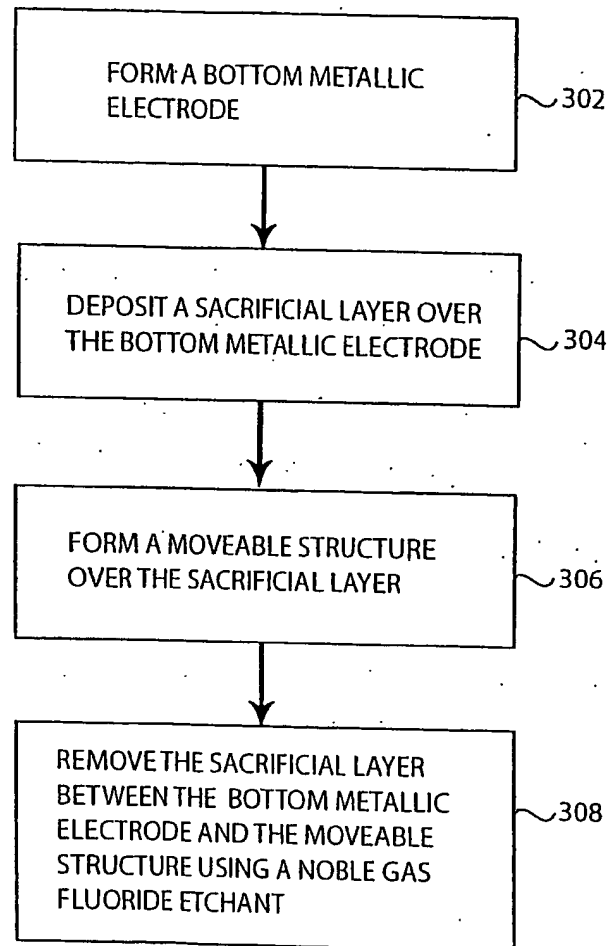 FORM A BOTTOM METALLIC
ELECTRODE
302
DEPOSIT A SACRIFICIAL LAYER OVER
THE BOTTOM METALLIC ELECTRODE
304
FORM A MOVEABLE STRUCTURE
OVER THE SACRIFICIAL LAYER
306
REMOVE THE SACRIFICIAL LAYER
BETWEEN THE BOTTOM METALLIC
ELECTRODE AND THE MOVEABLE
STRUCTURE USING A NOBLE GAS
FLUORIDE ETCHANT
308